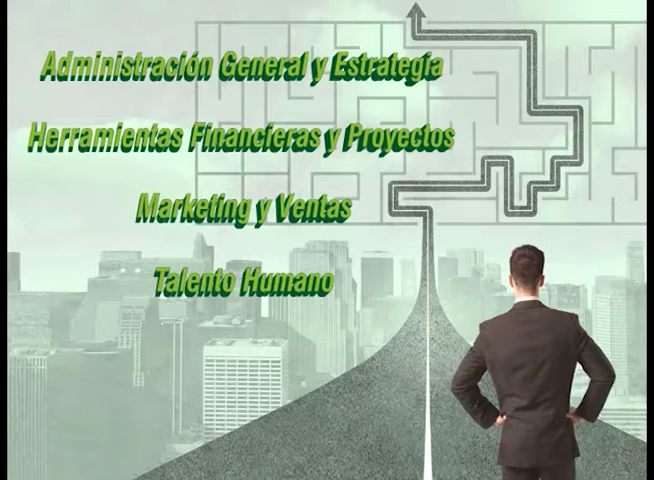 Administración General y Estrategia
Herramientas Financieras y Proyectos
Marketing y Ventas
Talento Humano